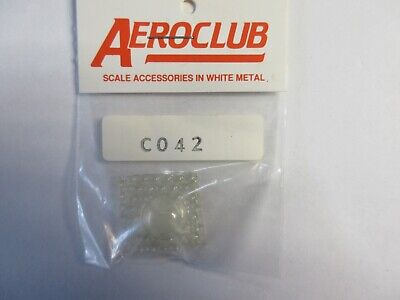 AEROCLUB
SCALE ACCESSORIES IN WHITE METAL
C042